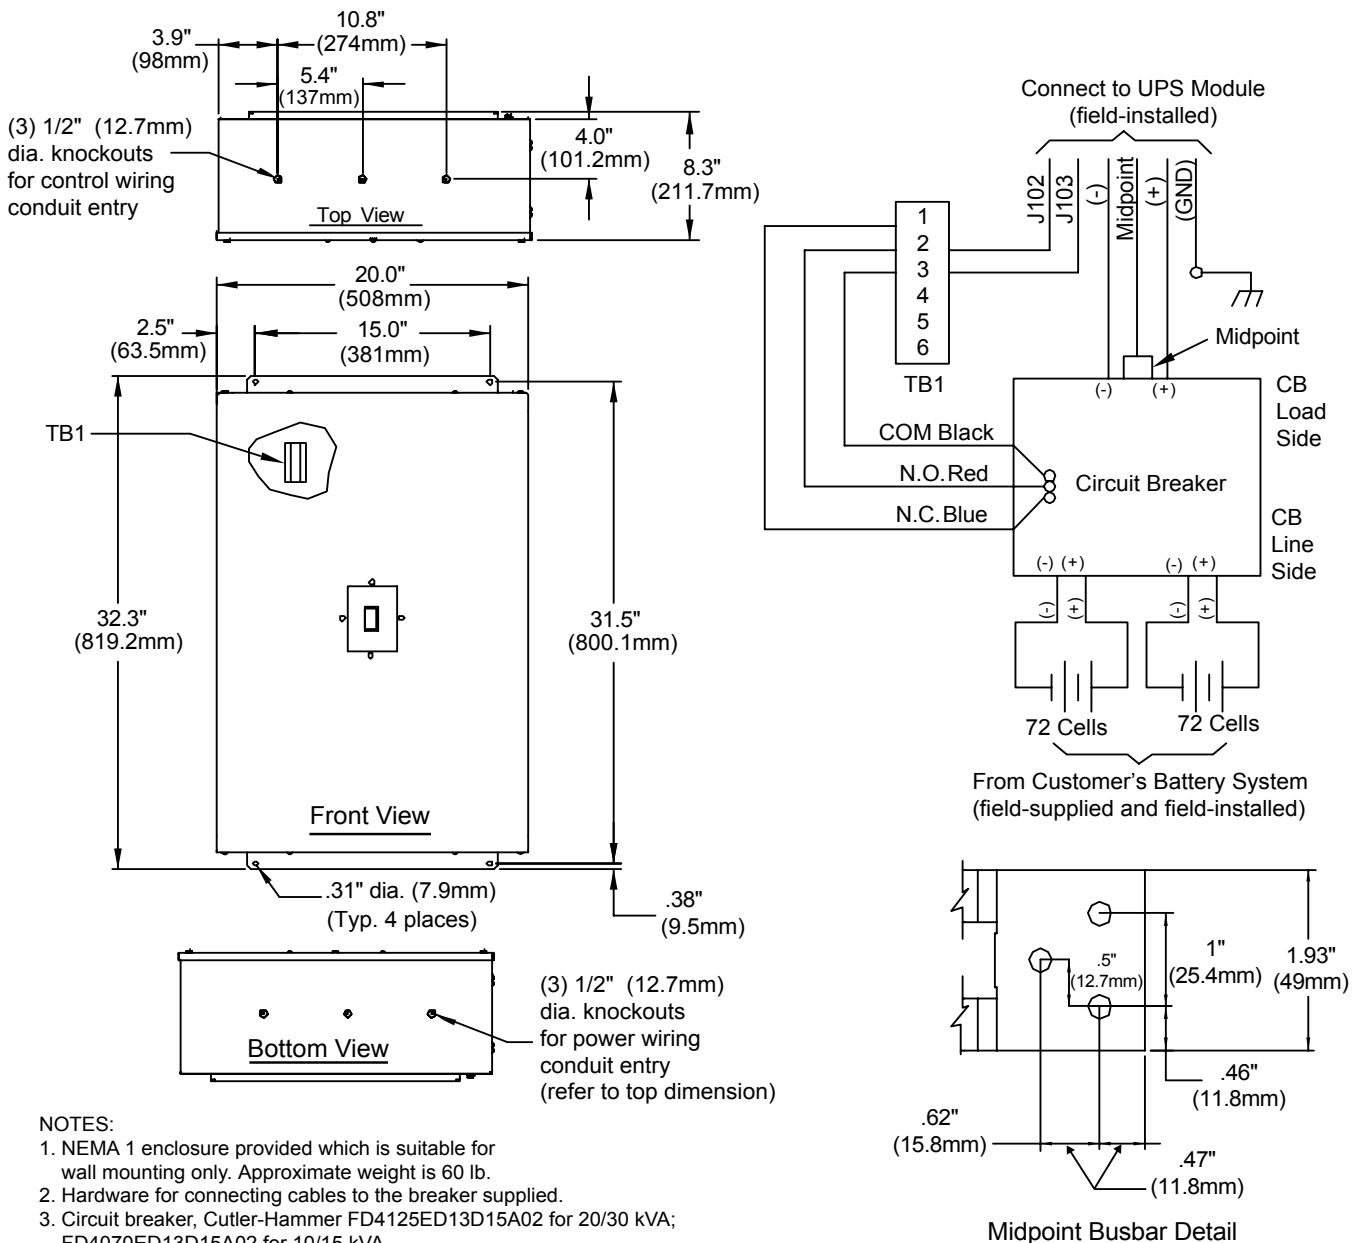 3.9"
(98mm)
10.8"
(274mm)
5.4"
(137mm)
(3) 1/2" (12.7mm)
dia. knockouts
for control wiring
conduit entry
4.0"
(101.2mm)
8.3"
(211.7mm)
Top View
20.0"
(508mm)
2.5"
(63.5mm)
15.0"
(381mm)
TB1
32.3"
(819.2mm)
31.5"
(800.1mm)
Front View
.31" dia. (7.9mm)
(Typ. 4 places)
.38"
(9.5mm)
(3) 1/2" (12.7mm)
dia. knockouts
for power wiring
conduit entry
(refer to top dimension)
Bottom View
NOTES:
1. NEMA 1 enclosure provided which is suitable for
wall mounting only. Approximate weight is 60 lb.
2. Hardware for connecting cables to the breaker supplied.
3. Circuit breaker, Cutler-Hammer FD4125ED13D15A02 for 20/30 kVA;
FD4070ED13D15A02 for 10/15 kVA
Connect to UPS Module
(field-installed)
J102
J103
(-)
Midpoint
(+)
(GND)
1
2
3
4
5
6
TB1
Midpoint
(-)
(+)
CB
Load
Side
COM Black
N.O. Red
N.C. Blue
Circuit Breaker
CB
Line
Side
(-) (+)
(-) (+)
(-)
(+)
(-)
(+)
72 Cells
72 Cells
From Customer's Battery System
(field-supplied and field-installed)
.5"
(12.7mm)
1"
(25.4mm)
1.93"
(49mm)
.46"
(11.8mm)
.62"
(15.8mm)
.47"
(11.8mm)
Midpoint Busbar Detail